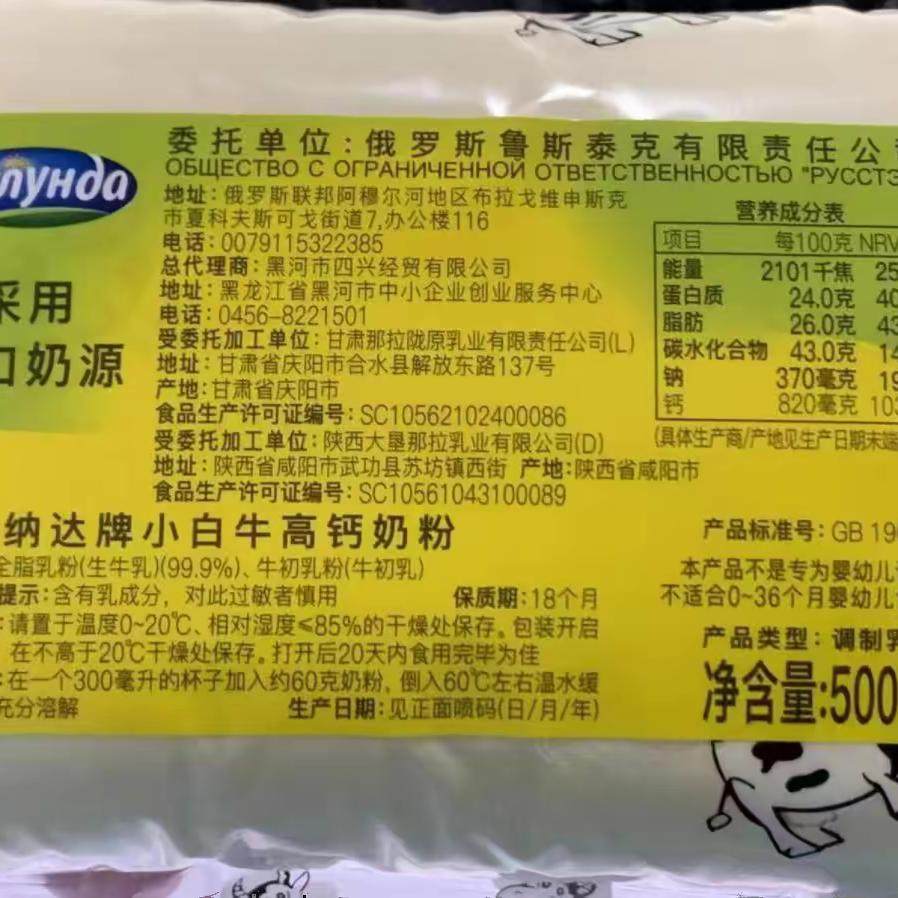 委托单位:俄罗斯鲁斯泰克有限责任公
ОБЩЕСТВО С ОГРАНИЧЕННОЙ ОТВЕТСТВЕННОСТЬЮ "РУССТЭ
лунда
地址:俄罗斯联邦阿穆尔河地区布拉戈维申斯克
市夏科夫斯可戈街道7,办公楼116
电话:0079115322385
总代理商:黑河市四兴经贸有限公司
地址:黑龙江省黑河市中小企业创业服务中心
电话:0456-8221501
受委托加工单位:甘肃那拉陇原乳业有限责任公司(L)
地址:甘肃省庆阳市合水县解放东路137号
产地:甘肃省庆阳市
食品生产许可证编号:SC10562102400086
受委托加工单位:陕西大垦那拉乳业有限公司(D)
地址:陕西省咸阳市武功县苏坊镇西街 产地:陕西省咸阳市
食品生产许可证编号:SC10561043100089
采用
口奶源
营养成分表
项目 每100克 NRV
能量 2101千焦 25
蛋白质 24.0克 40
脂肪 26.0克 43
碳水化合物 43.0克 14
钠 370毫克 19
钙 820毫克 103
(具体生产商/产地见生产日期末端
纳达牌小白牛高钙奶粉
全脂乳粉(生牛乳)(99.9%)、牛初乳粉(牛初乳)
提示:含有乳成分,对此过敏者慎用 保质期:18个月
:请置于温度0~20℃、相对湿度≤85%的干燥处保存。包装开启
在不高于20℃干燥处保存。打开后20天内食用完毕为佳
:在一个300毫升的杯子加入约60克奶粉,倒入60℃左右温水缓
充分溶解 生产日期:见正面喷码(日/月/年)
产品标准号:GB 19
本产品不是专为婴幼儿
不适合0~36个月婴幼儿
产品类型:调制乳
净含量:500